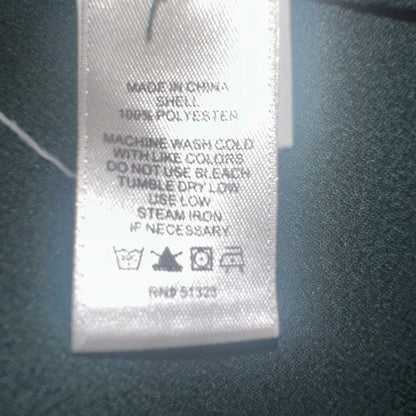 MADE IN CHINA
SHELL
100% POLYESTER
MACHINE WASH COLD
WITH LIKE COLORS
DO NOT USE BLEACH
TUMBLE DRY LOW
USE LOW
STEAM IRON
IF NECESSARY
RN# 51323